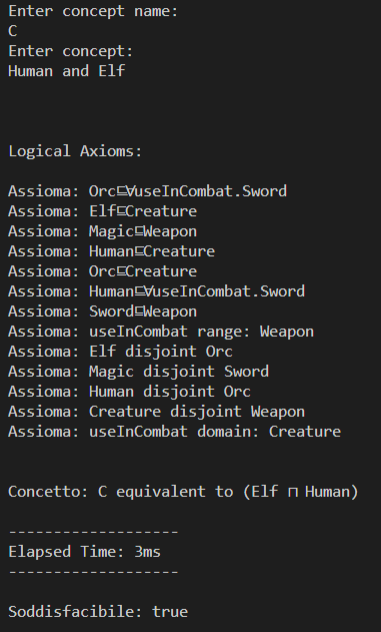 Enter concept name:
C
Enter concept:
Human and Elf
Logical Axioms:
Assioma: Orc⊑∀useInCombat.Sword
Assioma: Elf⊑Creature
Assioma: Magic⊑Weapon
Assioma: Human⊑Creature
Assioma: Orc⊑Creature
Assioma: Human⊑∀useInCombat.Sword
Assioma: Sword⊑Weapon
Assioma: useInCombat range: Weapon
Assioma: Elf disjoint Orc
Assioma: Magic disjoint Sword
Assioma: Human disjoint Orc
Assioma: Creature disjoint Weapon
Assioma: useInCombat domain: Creature
Concetto: C equivalent to (Elf ⊓ Human)
-------------------
Elapsed Time: 3ms
-------------------
Soddisfacibile: true